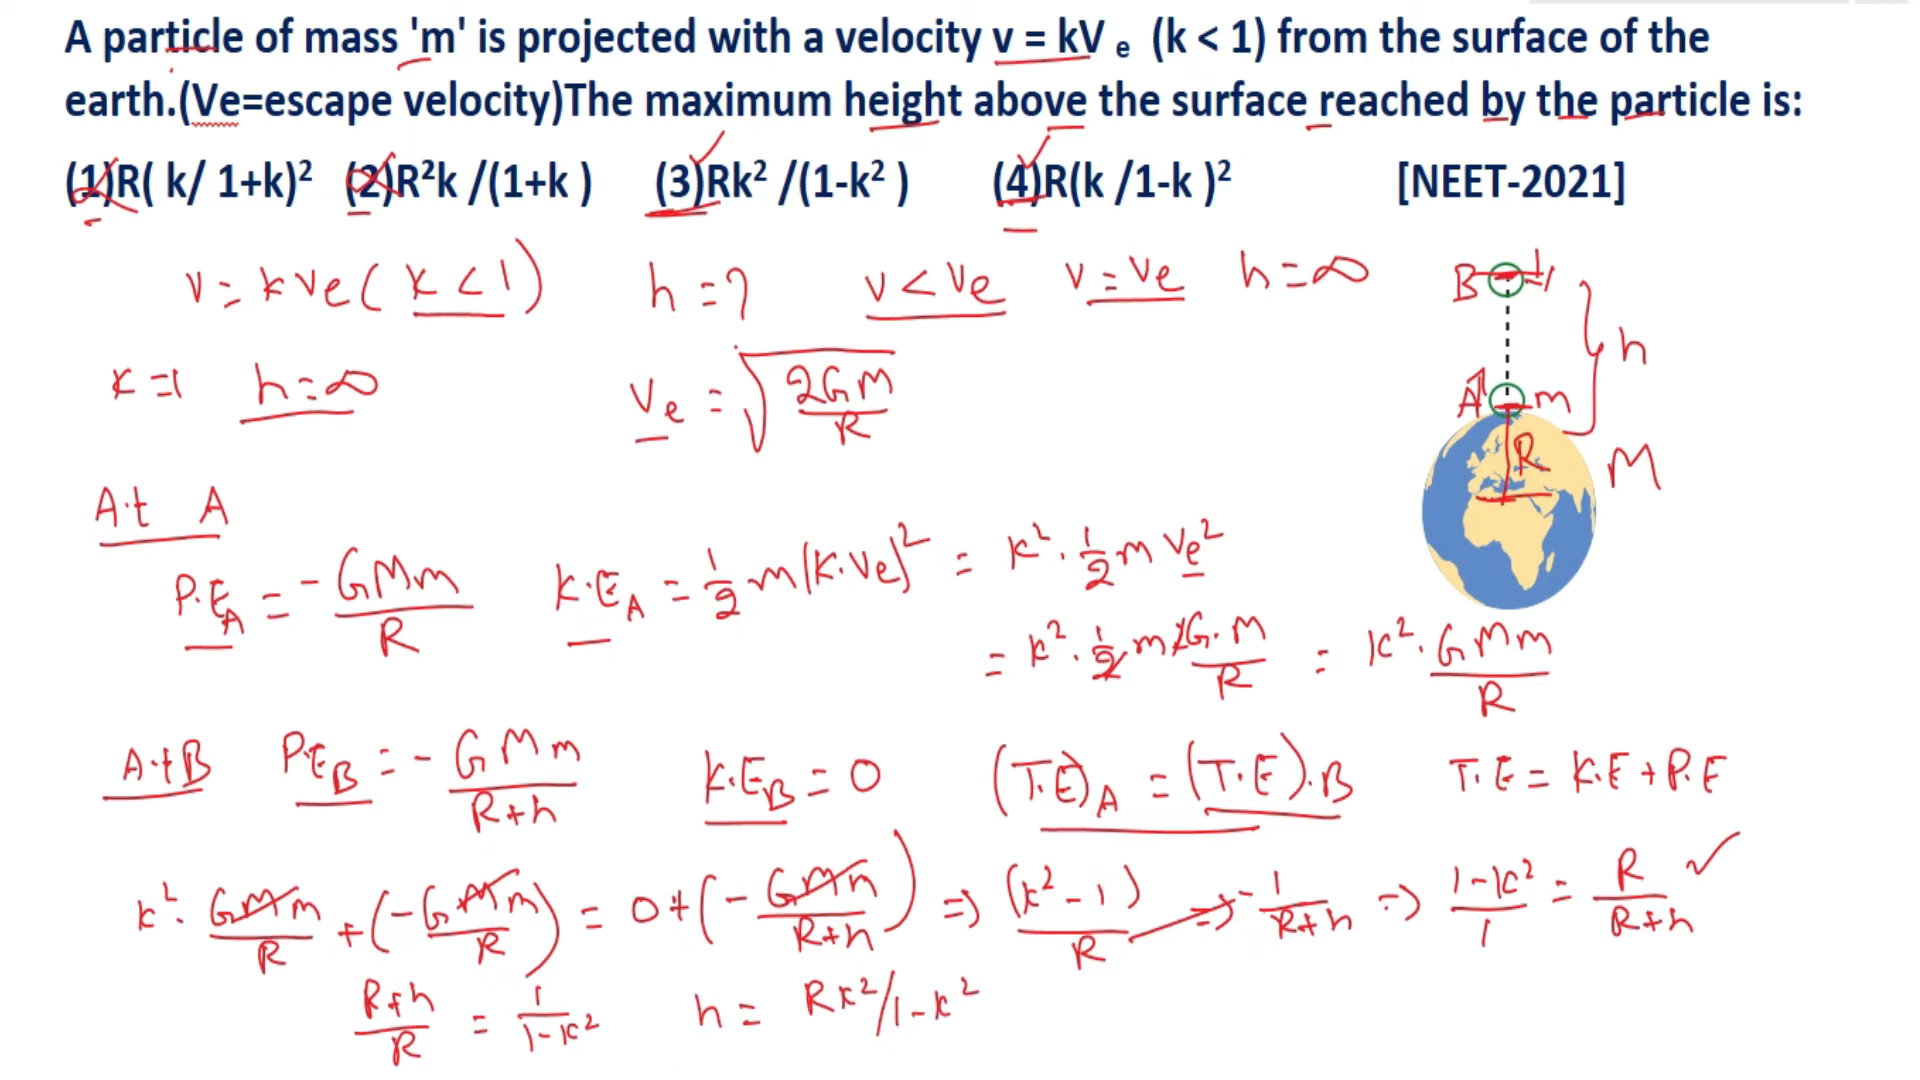 A particle of mass 'm' is projected with a velocity v = kV e (k < 1) from the surface of the
earth.(Ve=escape velocity)The maximum height above the surface reached by the particle is:
(1)R( k/ 1+k)² (2)R²k /(1+k ) (3)Rk² /(1-k² ) (4)R(k /1-k )² [NEET-2021]
v = kve ( k < 1 ) h = ? v < ve v = ve h = ∞
B
h
k = 1 h = ∞ ve = √(2GM/R)
A m
R
M
A·t A
P.E_A = -GMm/R K.E_A = 1/2 m(k.ve)² = k². 1/2 m ve²
= k². 1/2 m 2G.M/R = k². GMm/R
At B P.E_B = -GMm/R+h K.E_B = 0 (T.E)_A = (T.E).B T.E = K.E + P.E
k². GMm/R + (-GMm/R) = 0 + (-GMm/R+h) => (k² - 1)/R => -1/R+h => 1-k²/1 = R/R+h ✓
R+h/R = 1/1-k² h = Rk²/1-k²